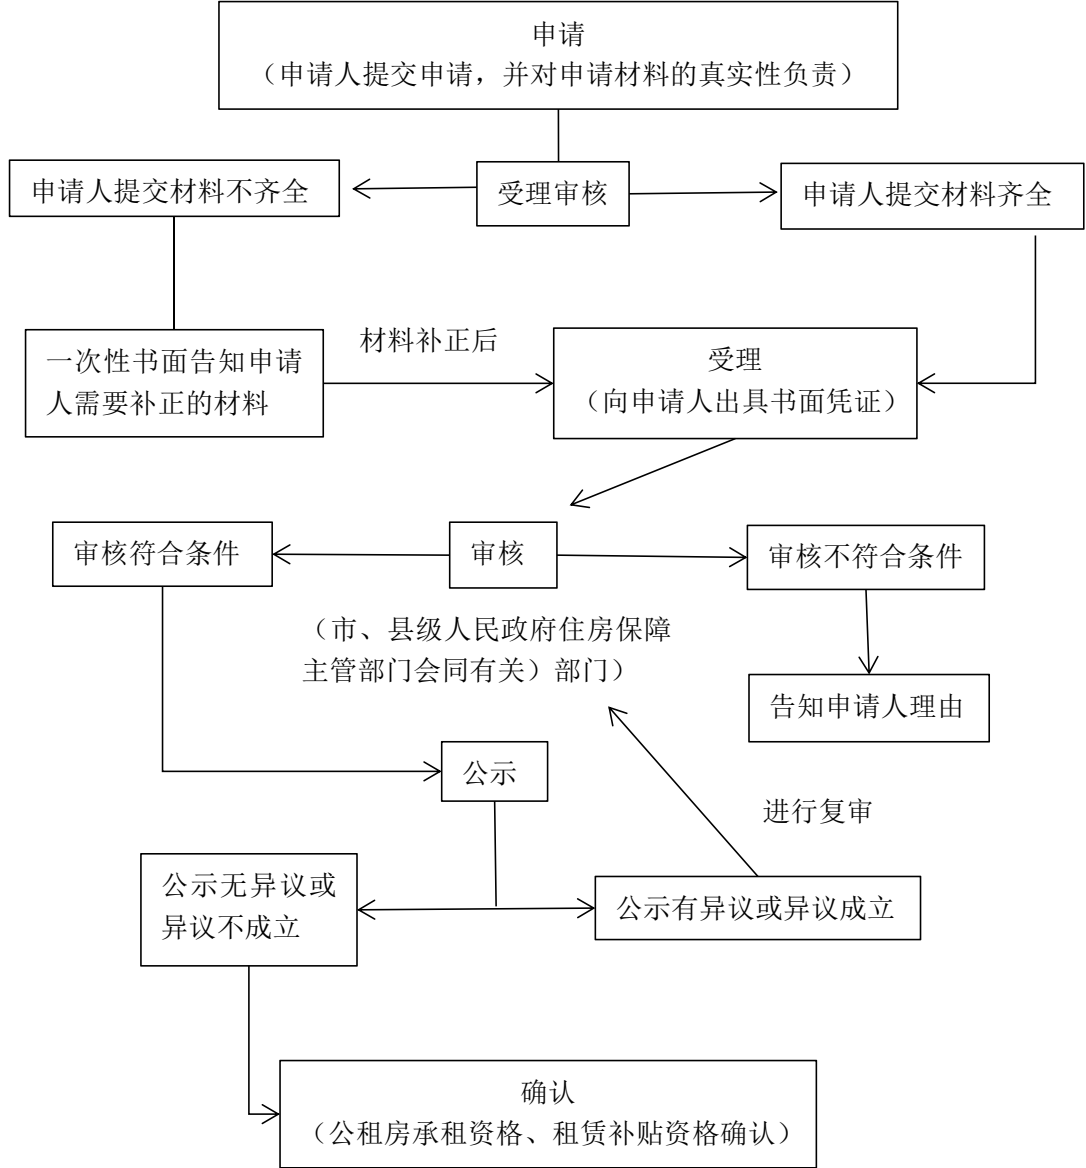 申请
（申请人提交申请，并对申请材料的真实性负责）
申请人提交材料不齐全
受理审核
申请人提交材料齐全
一次性书面告知申请
人需要补正的材料
材料补正后
受理
（向申请人出具书面凭证）
审核符合条件
审核
审核不符合条件
（市、县级人民政府住房保障
主管部门会同有关）部门）
告知申请人理由
公示
进行复审
公示无异议或
异议不成立
公示有异议或异议成立
确认
（公租房承租资格、租赁补贴资格确认）